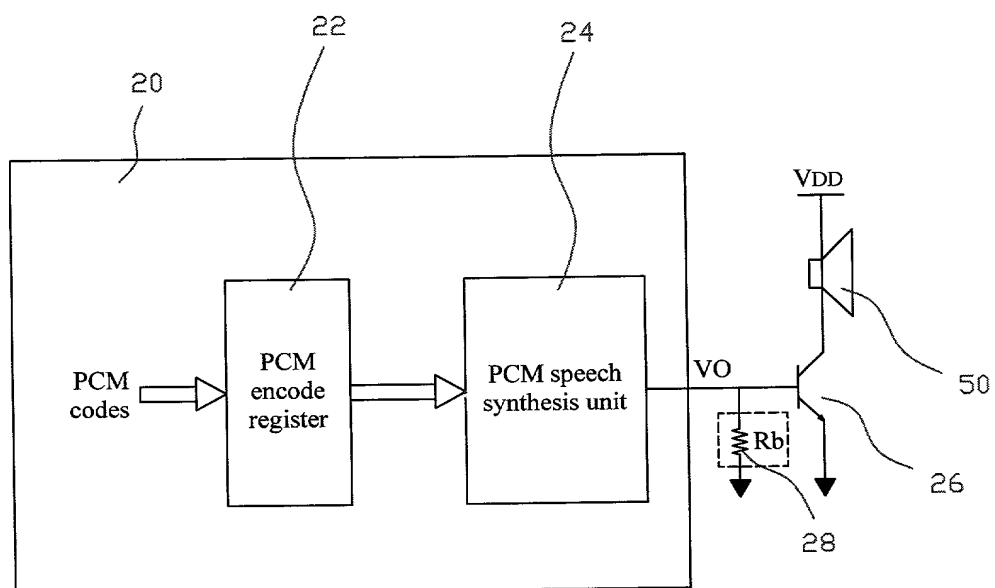 22
24
20
VDD
PCM
codes
PCM
encode
register
PCM speech
synthesis unit
VO
50
Rb
26
28